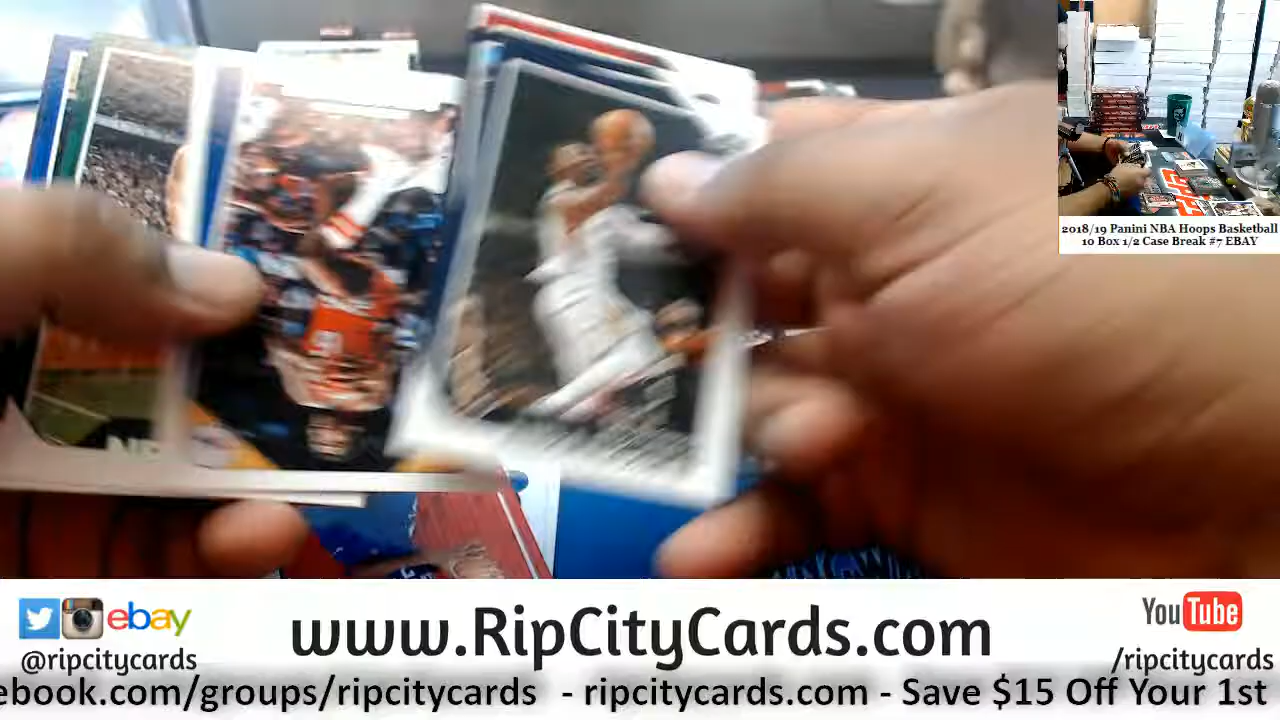 2018/19 Panini NBA Hoops Basketball
10 Box 1/2 Case Break #7 EBAY
ebay
www.RipCityCards.com
You Tube
@ripcitycards
/ripcitycards
ebook.com/groups/ripcitycards - ripcitycards.com - Save $15 Off Your 1st